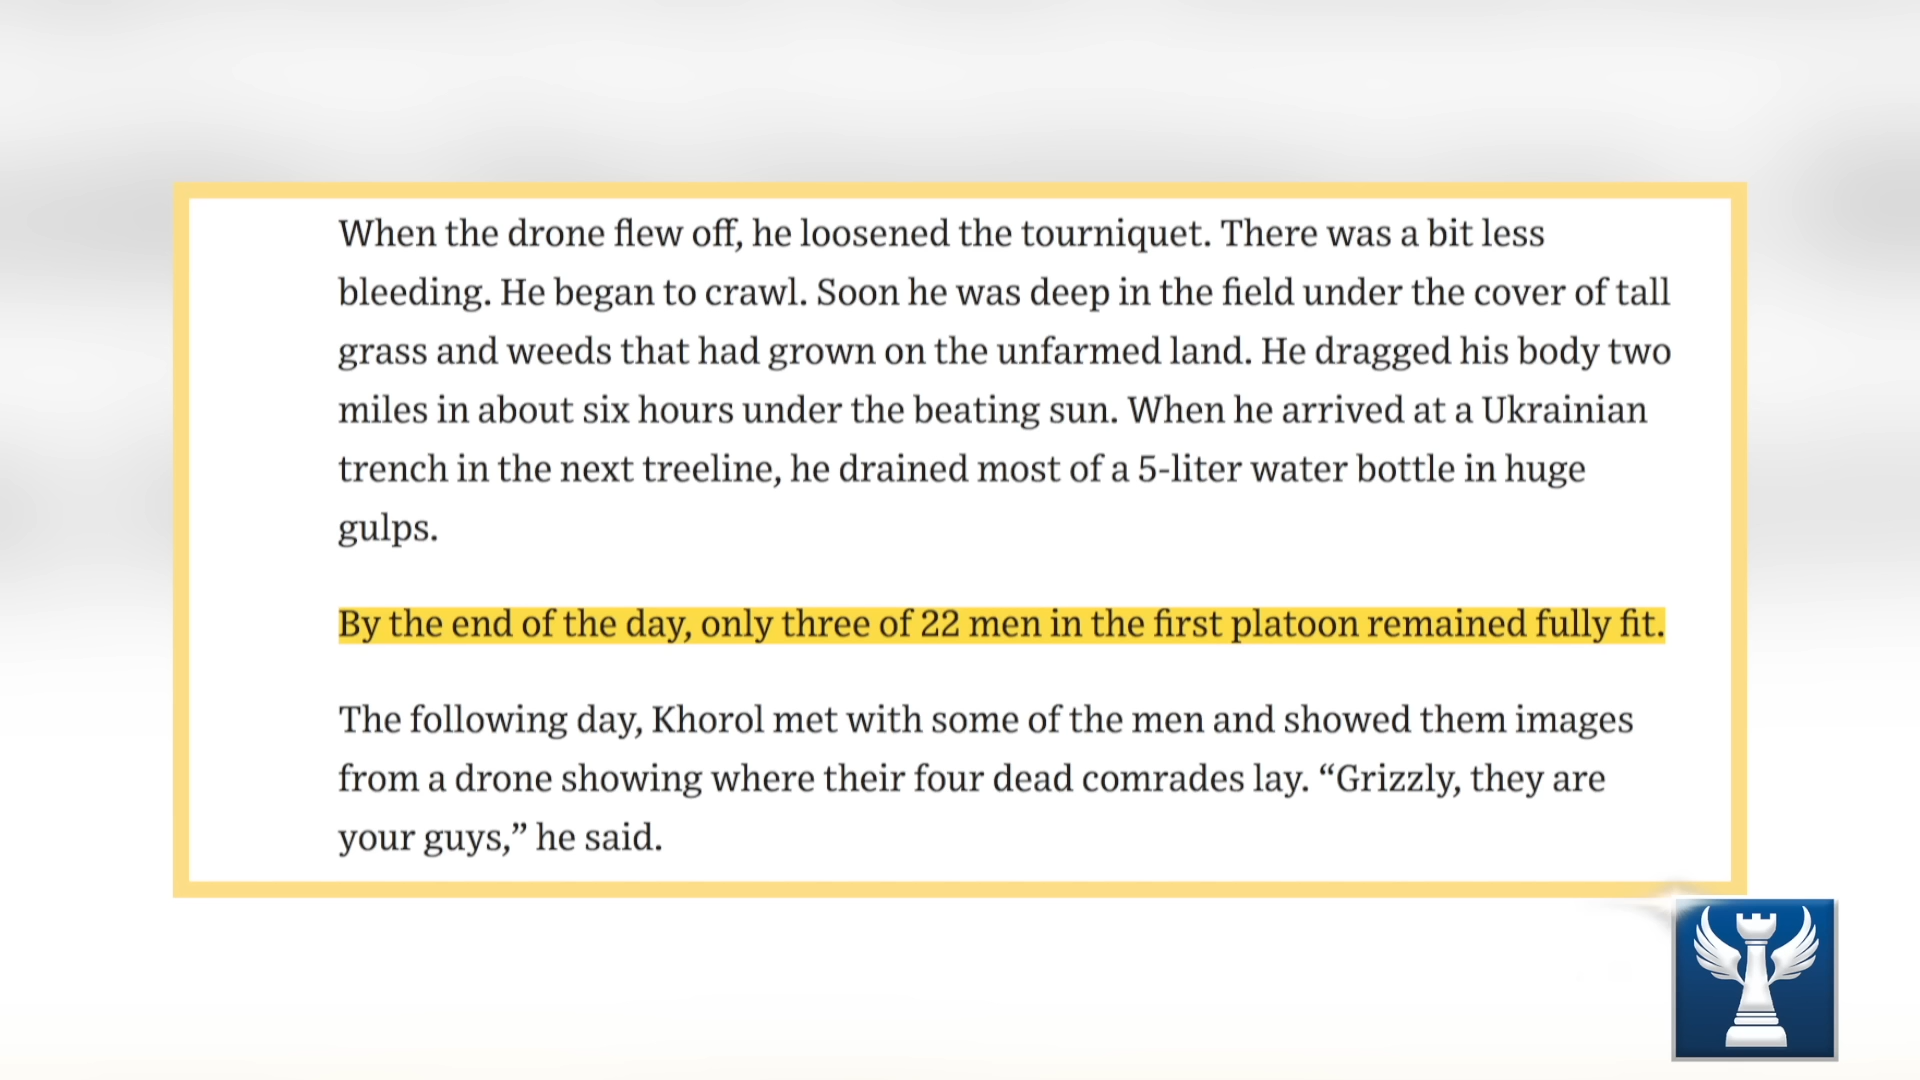 When the drone flew off, he loosened the tourniquet. There was a bit less
bleeding. He began to crawl. Soon he was deep in the field under the cover of tall
grass and weeds that had grown on the unfarmed land. He dragged his body two
miles in about six hours under the beating sun. When he arrived at a Ukrainian
trench in the next treeline, he drained most of a 5-liter water bottle in huge
gulps.
By the end of the day, only three of 22 men in the first platoon remained fully fit.
The following day, Khorol met with some of the men and showed them images
from a drone showing where their four dead comrades lay. “Grizzly, they are
your guys,” he said.